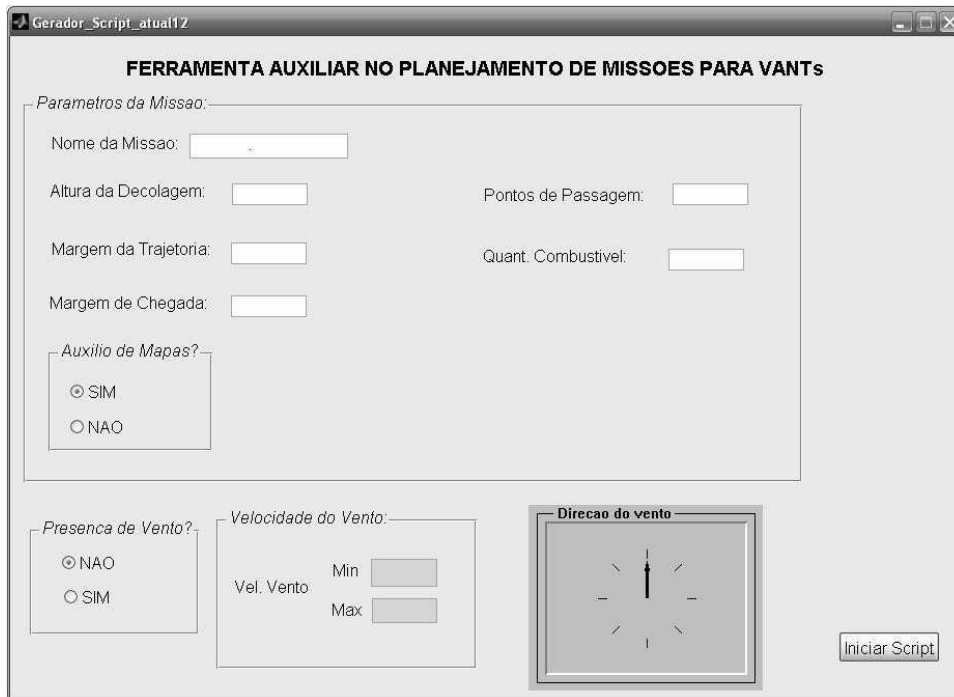 Gerador_Script_atual12
FERRAMENTA AUXILIAR NO PLANEJAMENTO DE MISSOES PARA VANTs
Parametros da Missao:
Nome da Missao:
Altura da Decolagem:
Pontos de Passagem:
Margem da Trajetoria:
Quant. Combustivel:
Margem de Chegada:
Auxilio de Mapas?
SIM
NAO
Presenca de Vento?
NAO
SIM
Velocidade do Vento:
Vel. Vento
Min
Max
Direcao do vento
Iniciar Script